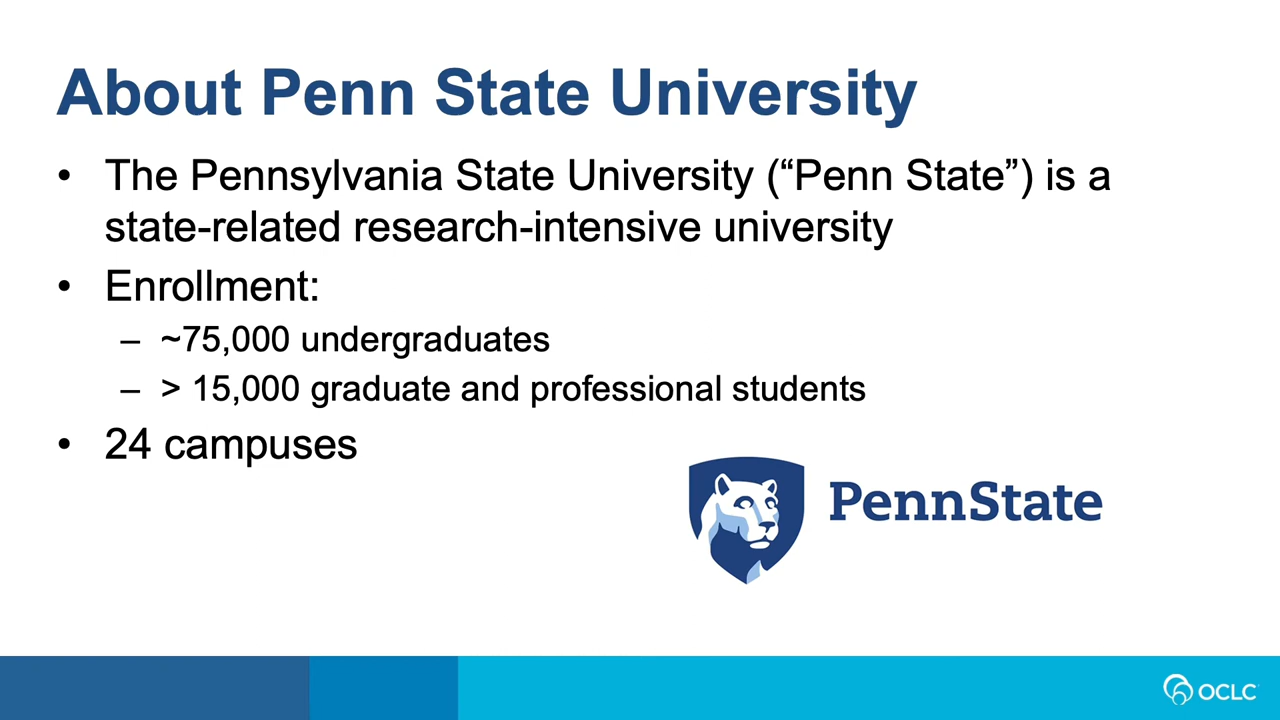 About Penn State University
• The Pennsylvania State University (“Penn State”) is a
state-related research-intensive university
• Enrollment:
– ~75,000 undergraduates
– > 15,000 graduate and professional students
• 24 campuses
PennState
OCLC